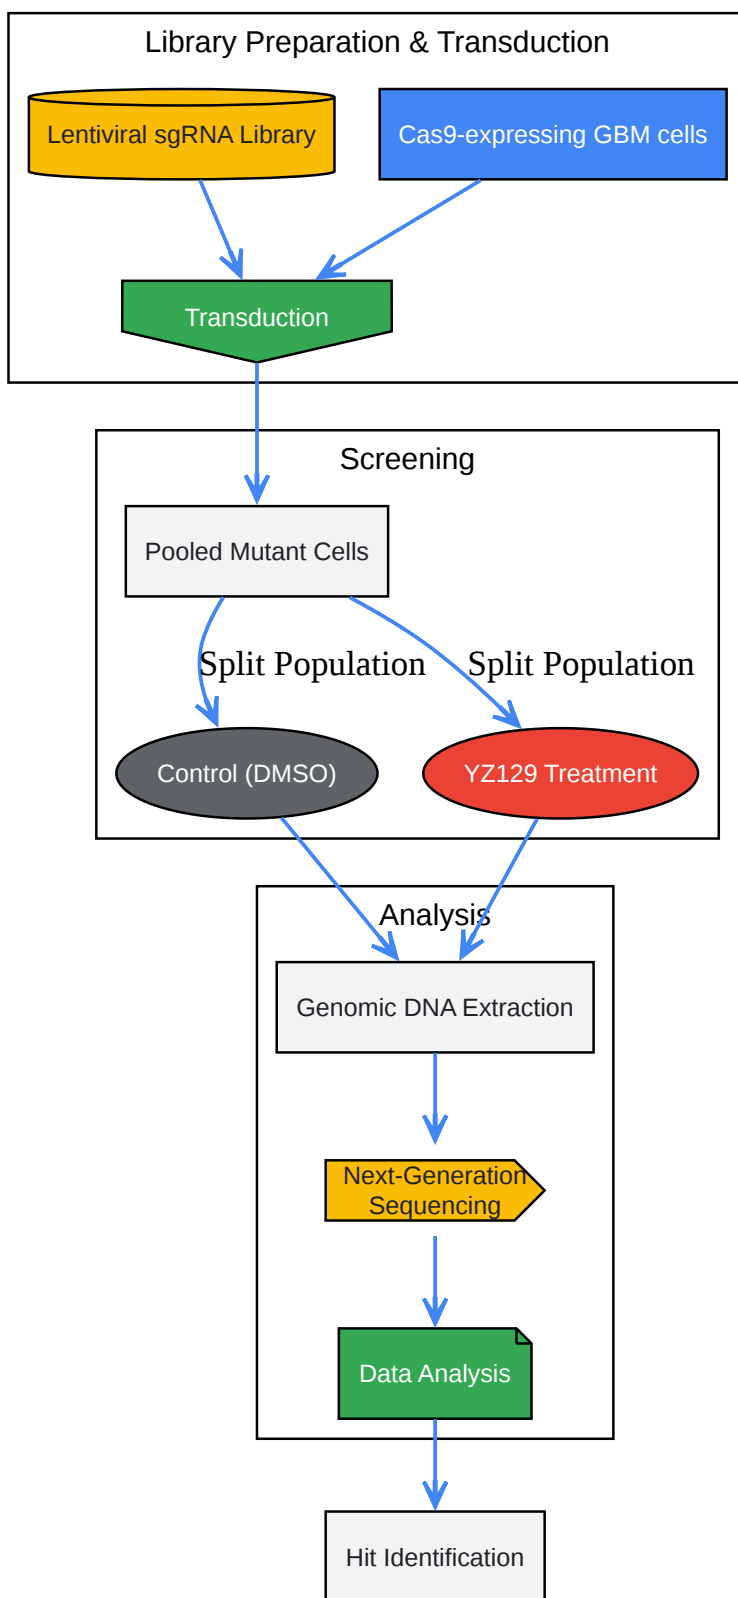 Library Preparation & Transduction
Lentiviral sgRNA Library
Cas9-expressing GBM cells
Transduction
Screening
Pooled Mutant Cells
Split Population
Split Population
Control (DMSO)
YZ129 Treatment
Analysis
Genomic DNA Extraction
Next-Generation
Sequencing
Data Analysis
Hit Identification